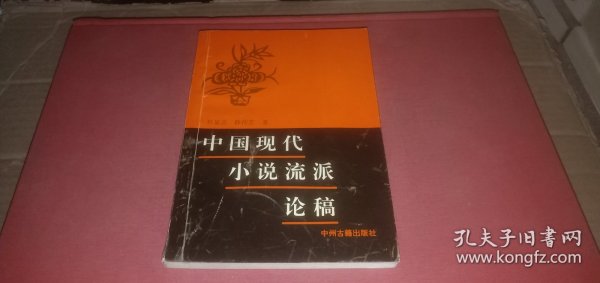 中国现代
小说流派
论稿
中州古籍出版社
孔夫子旧书网
www.kongfz.com